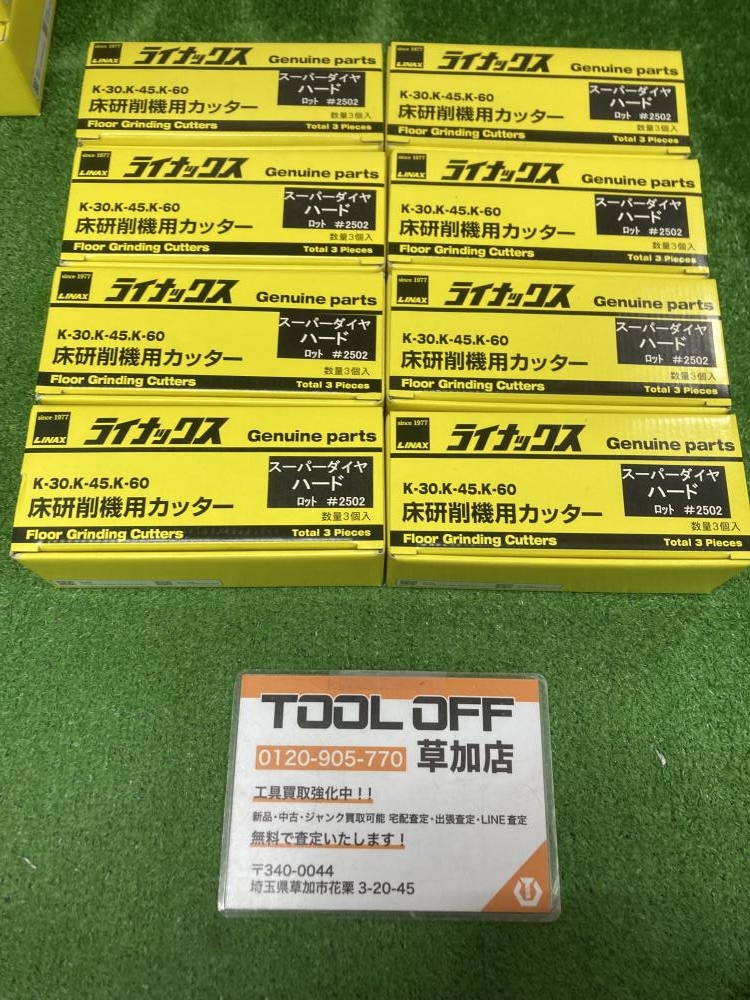 since 1977
LINAX
ライナックス
Genuine parts
K-30.K-45.K-60
床研削機用カッター
スーパーダイヤ
ハード
ロット #2502
数量3個入
Floor Grinding Cutters
Total 3 Pieces
since 1977
LINAX
ライナックス
Genuine parts
K-30.K-45.K-60
床研削機用カッター
スーパーダイヤ
ハード
ロット #2502
数量3個入
Floor Grinding Cutters
Total 3 Pieces
since 1977
LINAX
ライナックス
Genuine parts
K-30.K-45.K-60
床研削機用カッター
スーパーダイヤ
ハード
ロット #2502
数量3個入
Floor Grinding Cutters
Total 3 Pieces
since 1977
LINAX
ライナックス
Genuine parts
K-30.K-45.K-60
床研削機用カッター
スーパーダイヤ
ハード
ロット #2502
数量3個入
Floor Grinding Cutters
Total 3 Pieces
since 1977
LINAX
ライナックス
Genuine parts
K-30.K-45.K-60
床研削機用カッター
スーパーダイヤ
ハード
ロット #2502
数量3個入
Floor Grinding Cutters
Total 3 Pieces
since 1977
LINAX
ライナックス
Genuine parts
K-30.K-45.K-60
床研削機用カッター
スーパーダイヤ
ハード
ロット #2502
数量3個入
Floor Grinding Cutters
Total 3 Pieces
since 1977
LINAX
ライナックス
Genuine parts
K-30.K-45.K-60
床研削機用カッター
スーパーダイヤ
ハード
ロット #2502
数量3個入
Floor Grinding Cutters
Total 3 Pieces
since 1977
LINAX
ライナックス
Genuine parts
K-30.K-45.K-60
床研削機用カッター
スーパーダイヤ
ハード
ロット #2502
数量3個入
Floor Grinding Cutters
Total 3 Pieces
TOOL OFF
0120-905-770 草加店
工具買取強化中!!
新品・中古・ジャンク買取可能 宅配査定・出張査定・LINE査定
無料で査定いたします!
〒340-0044
埼玉県草加市花栗 3-20-45